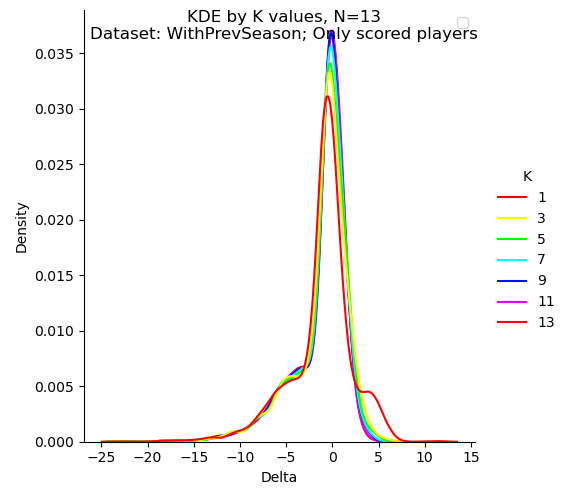 KDE by K values, N=13
Dataset: WithPrevSeason; Only scored players
0.035
0.030
0.025
0.020
0.015
0.010
0.005
0.000
Density
−25 −20 −15 −10 −5 0 5 10 15
Delta
K
1
3
5
7
9
11
13